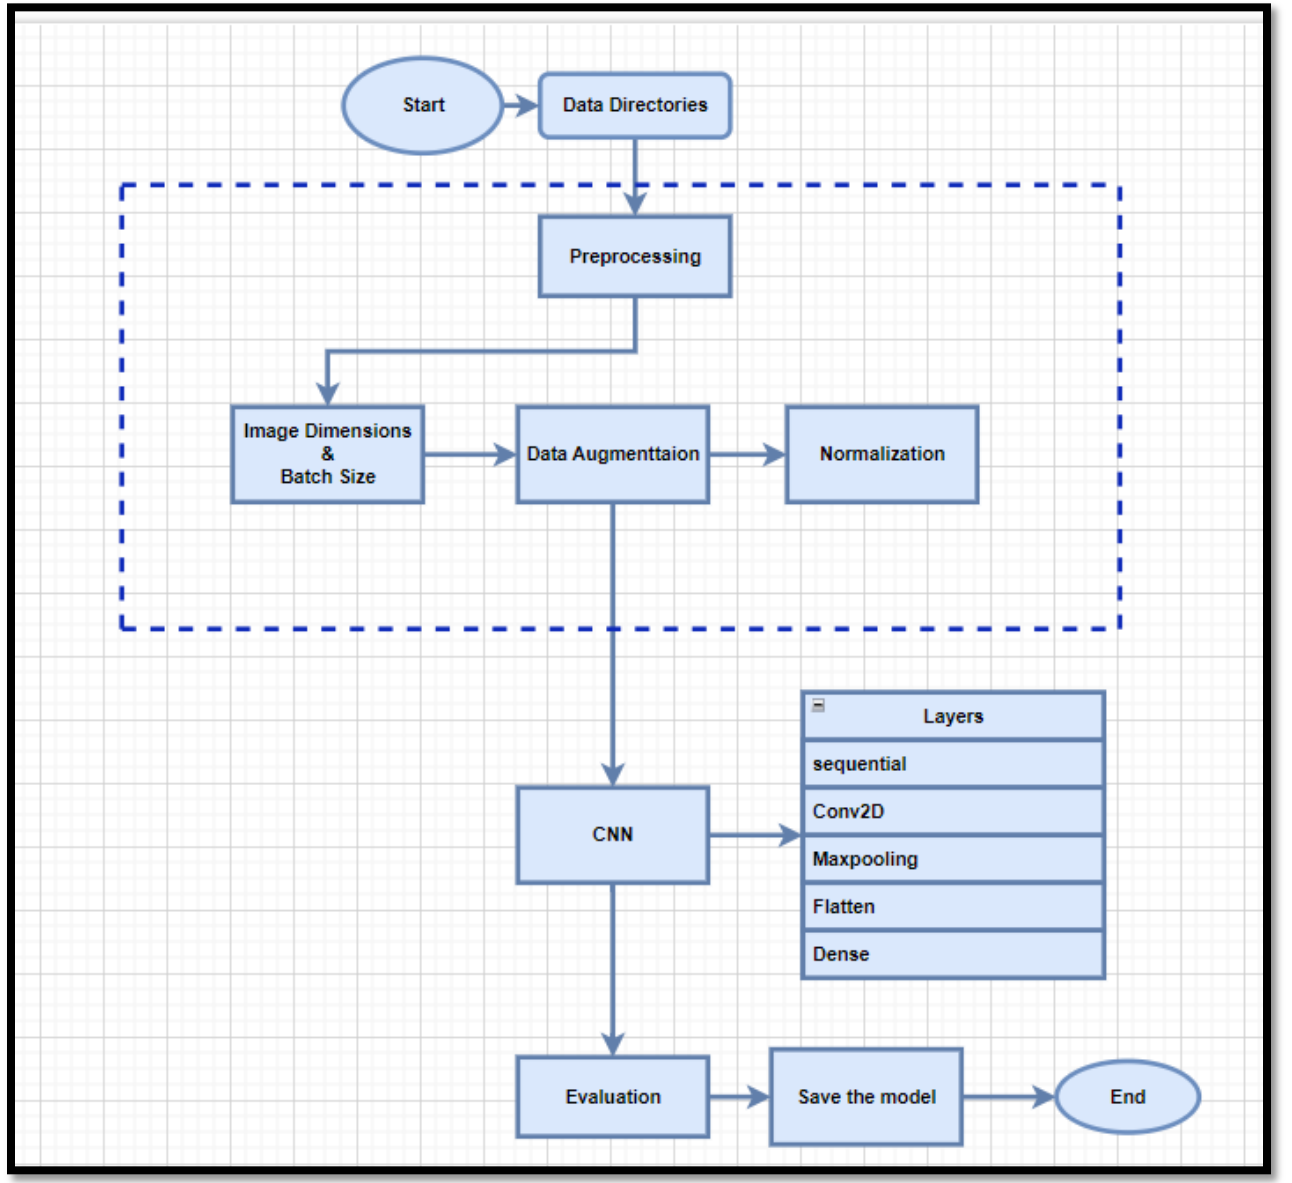 Start
Data Directories
Preprocessing
Image Dimensions
&
Batch Size
Data Augmenttaion
Normalization
Layers
sequential
Conv2D
Maxpooling
Flatten
Dense
CNN
Evaluation
Save the model
End